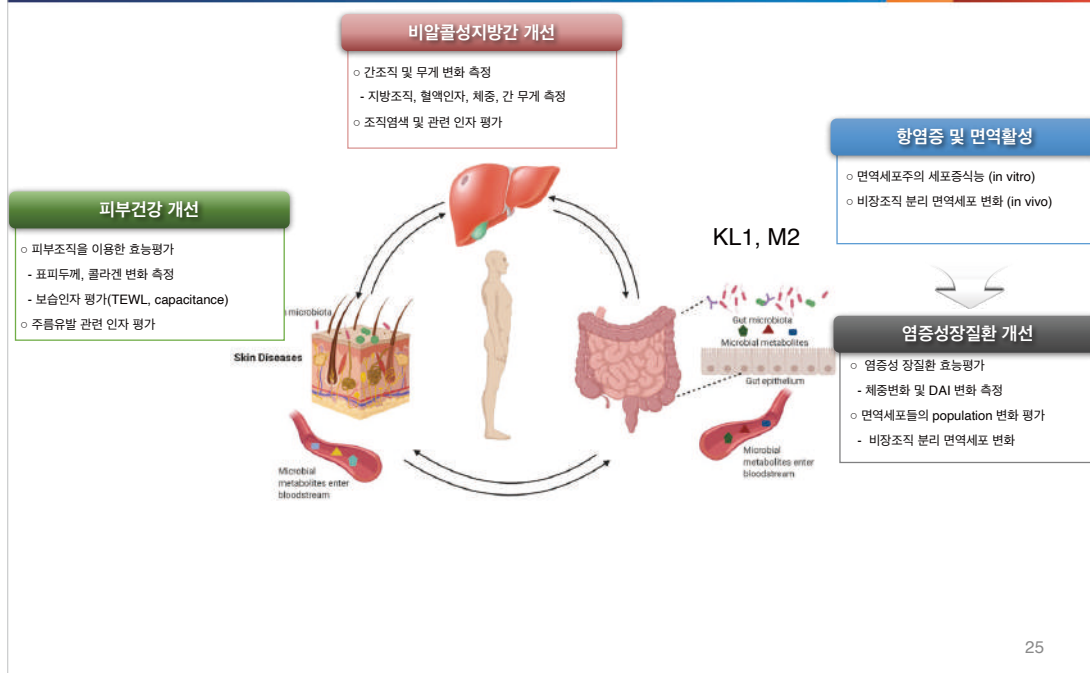 비알콜성지방간 개선
○ 간조직 및 무게 변화 측정
- 지방조직, 혈액인자, 체중, 간 무게 측정
○ 조직염색 및 관련 인자 평가
항염증 및 면역활성
○ 면역세포주의 세포증식능 (in vitro)
○ 비장조직 분리 면역세포 변화 (in vivo)
피부건강 개선
○ 피부조직을 이용한 효능평가
- 표피두께, 콜라겐 변화 측정
- 보습인자 평가(TEWL, capacitance)
○ 주름유발 관련 인자 평가
KL1, M2
microbiota
Skin Diseases
Gut microbiota
Microbial metabolites
Gut epithelium
염증성장질환 개선
○ 염증성 장질환 효능평가
- 체중변화 및 DAI 변화 측정
○ 면역세포들의 population 변화 평가
- 비장조직 분리 면역세포 변화
Microbial
metabolites enter
bloodstream
Microbial
metabolites enter
bloodstream
25